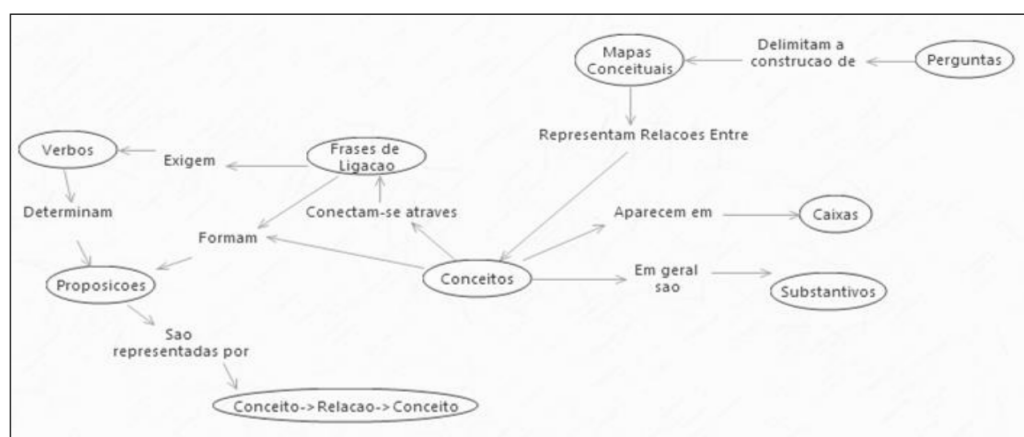 Mapas
Conceituais
Delimitam a
construcao de
Perguntas
Representam Relacoes Entre
Verbos
Exigem
Frases de
Ligacao
Determinam
Conectam-se atraves
Aparecem em
Caixas
Formam
Proposicoes
Conceitos
Em geral
sao
Substantivos
Sao
representadas por
Conceito->Relacao->Conceito